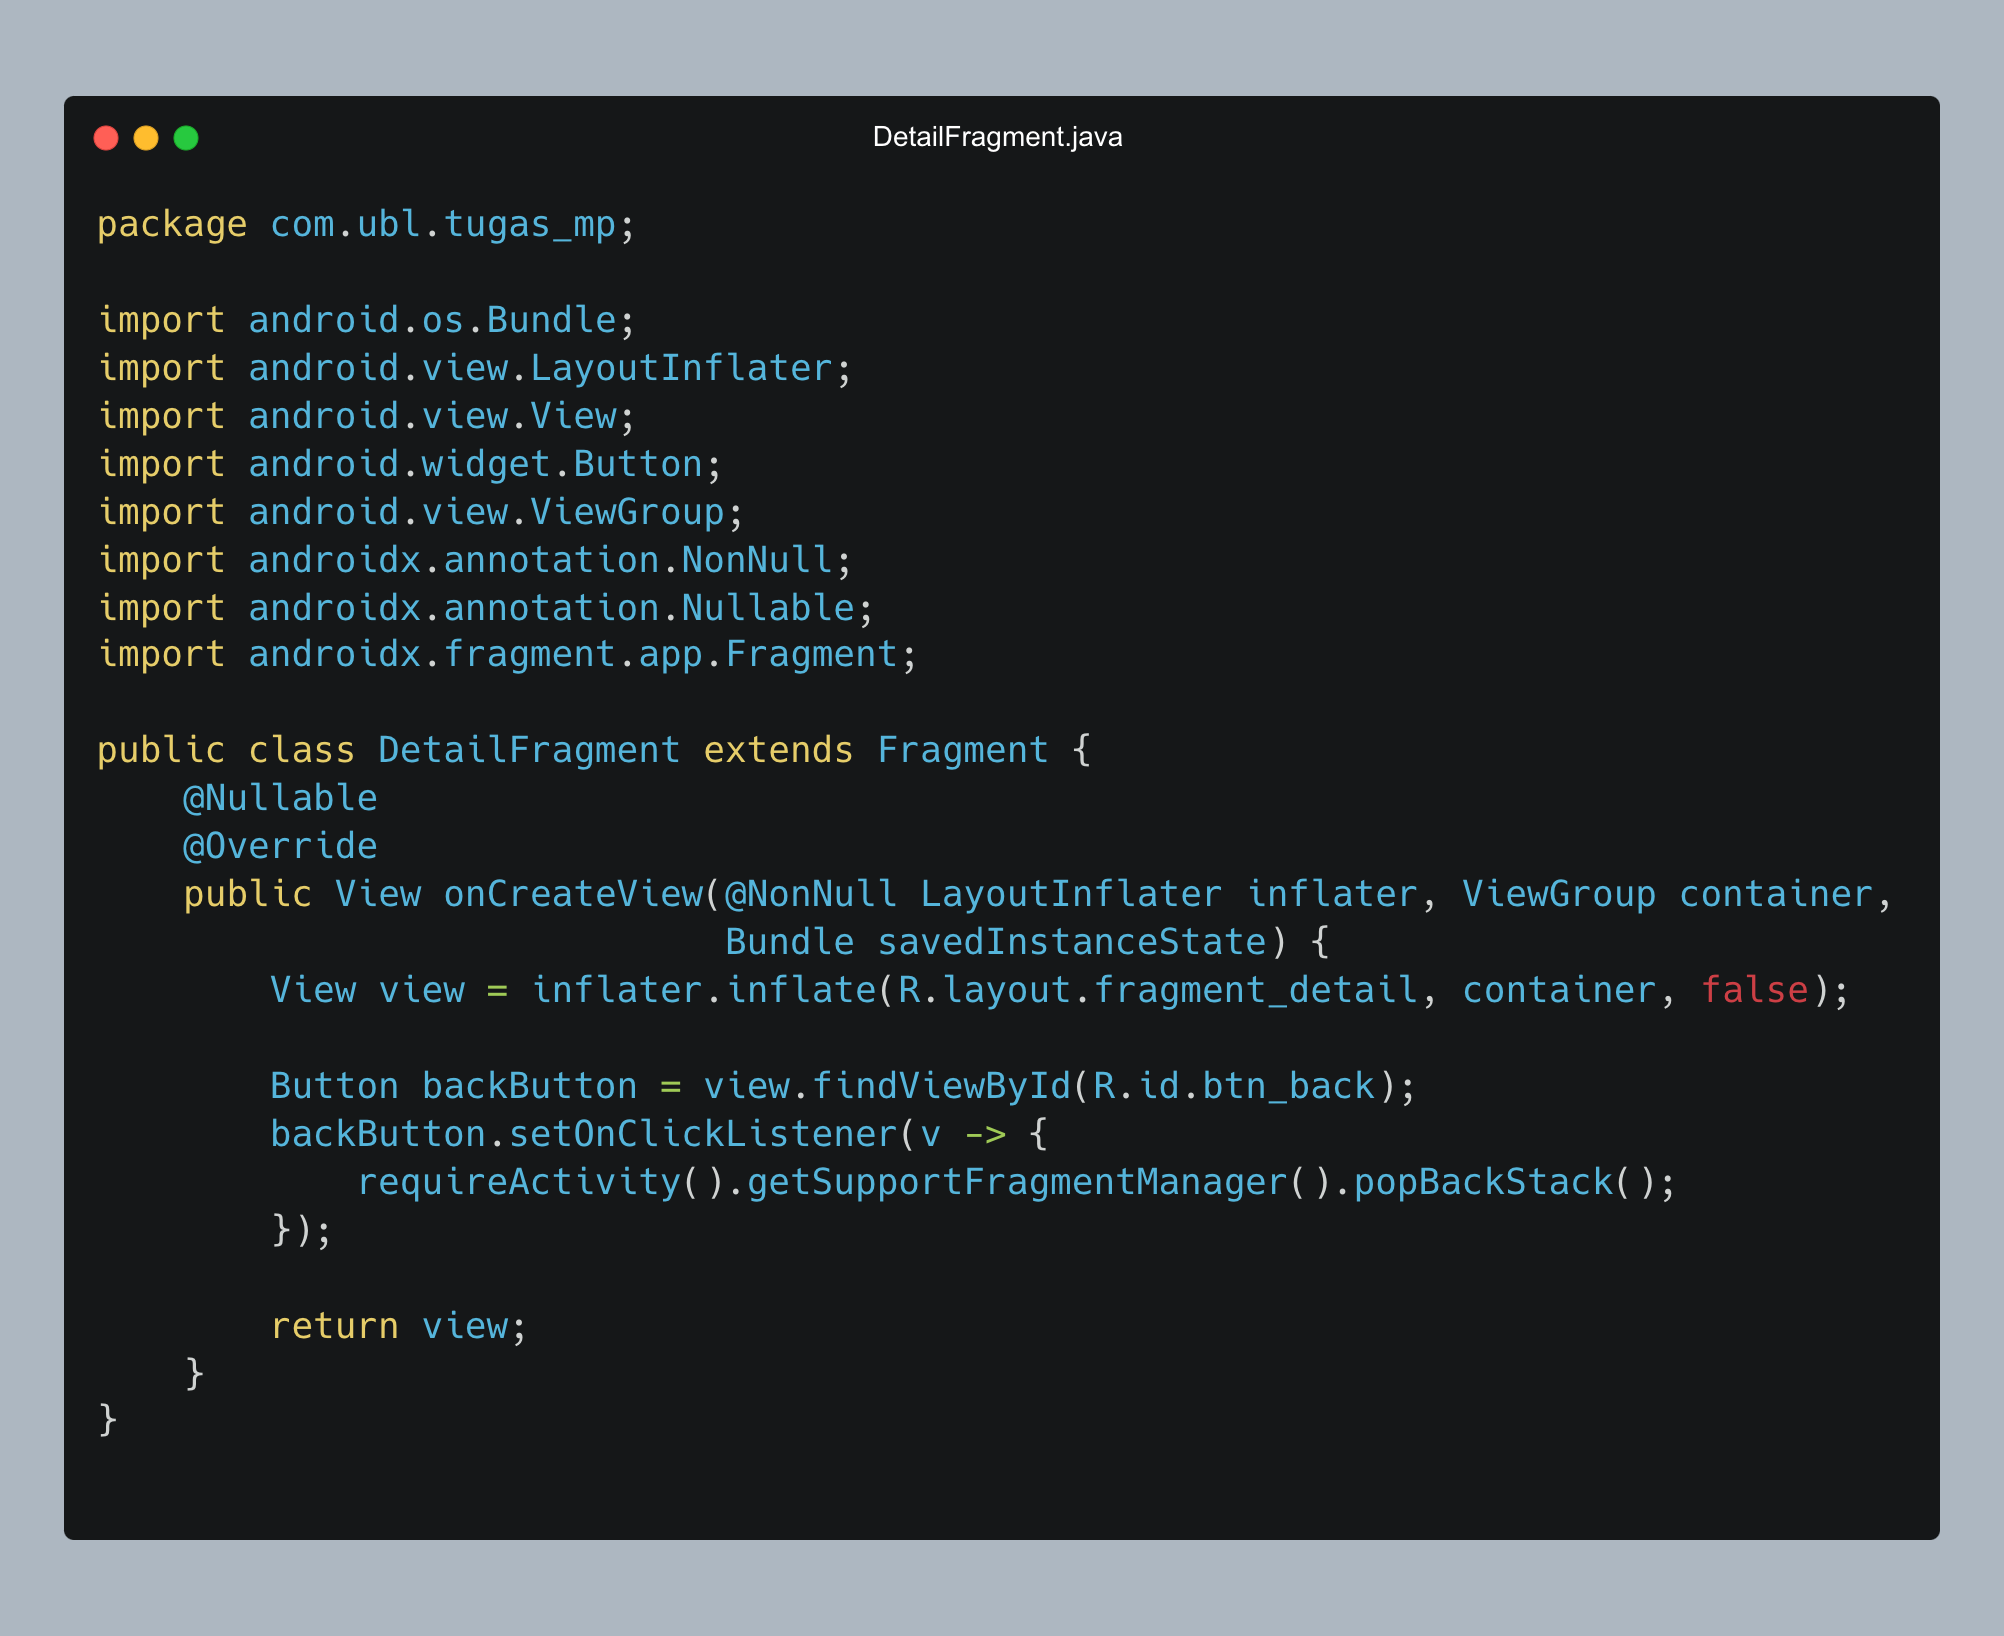 DetailFragment.java
package com.ubl.tugas_mp;
import android.os.Bundle;
import android.view.LayoutInflater;
import android.view.View;
import android.widget.Button;
import android.view.ViewGroup;
import androidx.annotation.NonNull;
import androidx.annotation.Nullable;
import androidx.fragment.app.Fragment;
public class DetailFragment extends Fragment {
    @Nullable
    @Override
    public View onCreateView(@NonNull LayoutInflater inflater, ViewGroup container,
                             Bundle savedInstanceState) {
        View view = inflater.inflate(R.layout.fragment_detail, container, false);
        Button backButton = view.findViewById(R.id.btn_back);
        backButton.setOnClickListener(v -> {
            requireActivity().getSupportFragmentManager().popBackStack();
        });
        return view;
    }
}